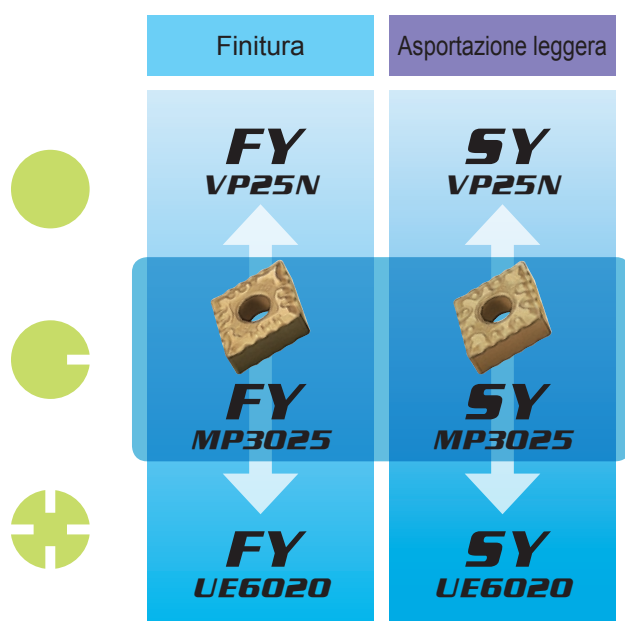 Finitura
Asportazione leggera
FY
VP25N
SY
VP25N
FY
MP3025
SY
MP3025
FY
UE6020
SY
UE6020